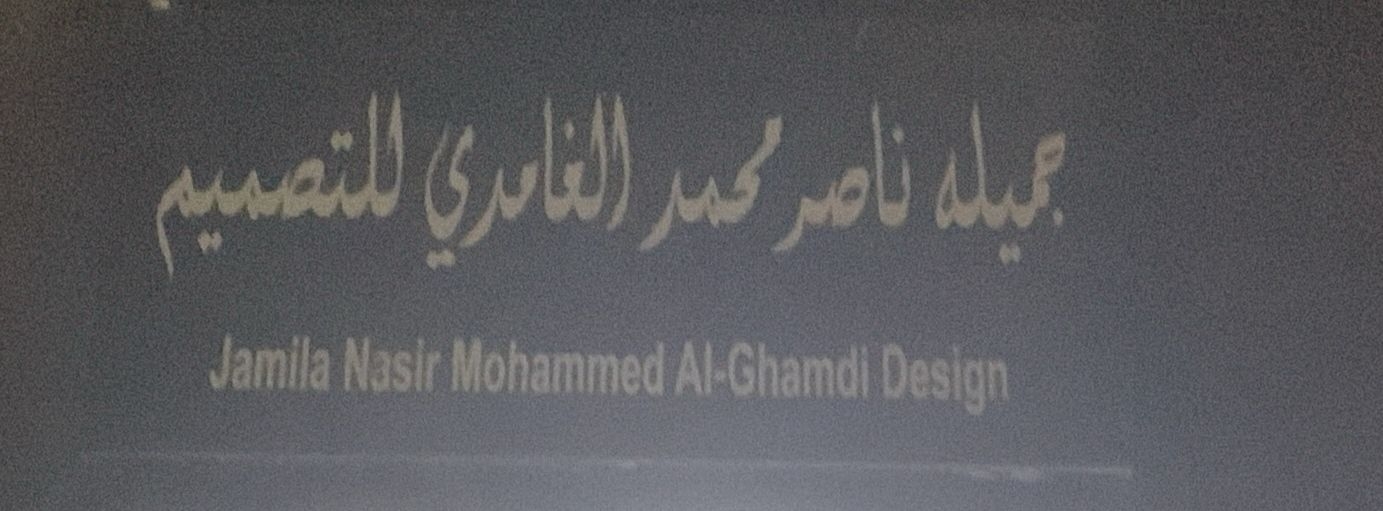 جميله ناصر محمد الغامدي للتصميم
Jamila Nasir Mohammed Al-Ghamdi Design